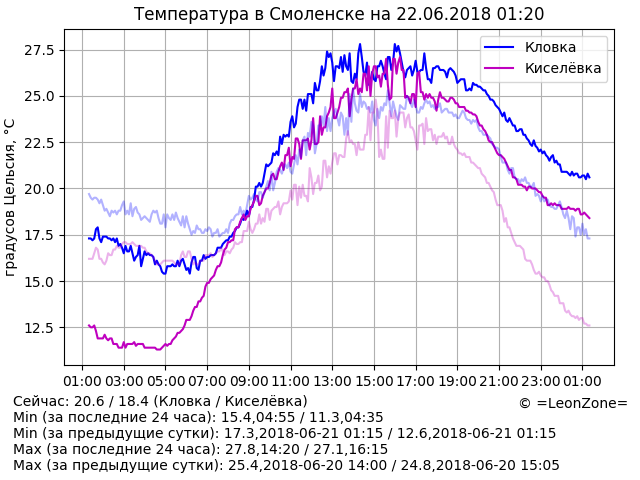 Температура в Смоленске на 22.06.2018 01:20
градусов Цельсия, °C
27.5
25.0
22.5
20.0
17.5
15.0
12.5
Кловка
Киселёвка
01:00 03:00 05:00 07:00 09:00 11:00 13:00 15:00 17:00 19:00 21:00 23:00 01:00
Сейчас: 20.6 / 18.4 (Кловка / Киселёвка)
© =LeonZone=
Min (за последние 24 часа): 15.4,04:55 / 11.3,04:35
Min (за предыдущие сутки): 17.3,2018-06-21 01:15 / 12.6,2018-06-21 01:15
Max (за последние 24 часа): 27.8,14:20 / 27.1,16:15
Max (за предыдущие сутки): 25.4,2018-06-20 14:00 / 24.8,2018-06-20 15:05